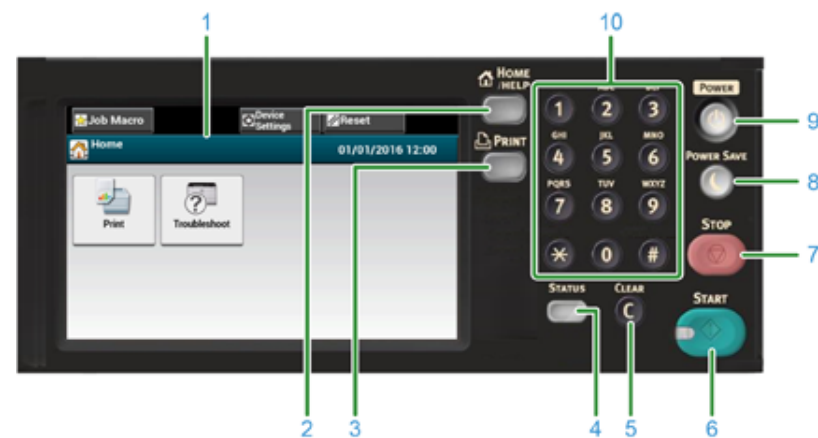 1
10
HOME
/HELP
POWER
Job Macro
Device
Settings
Reset
1
2
3
9
Home
01/01/2016 12:00
PRINT
GHI
JKL
MNO
4
5
6
POWER SAVE
8
Print
Troubleshoot
PQRS
TUV
WXYZ
7
8
9
STOP
7
*
0
#
STATUS
CLEAR
START
C
2
3
4
5
6